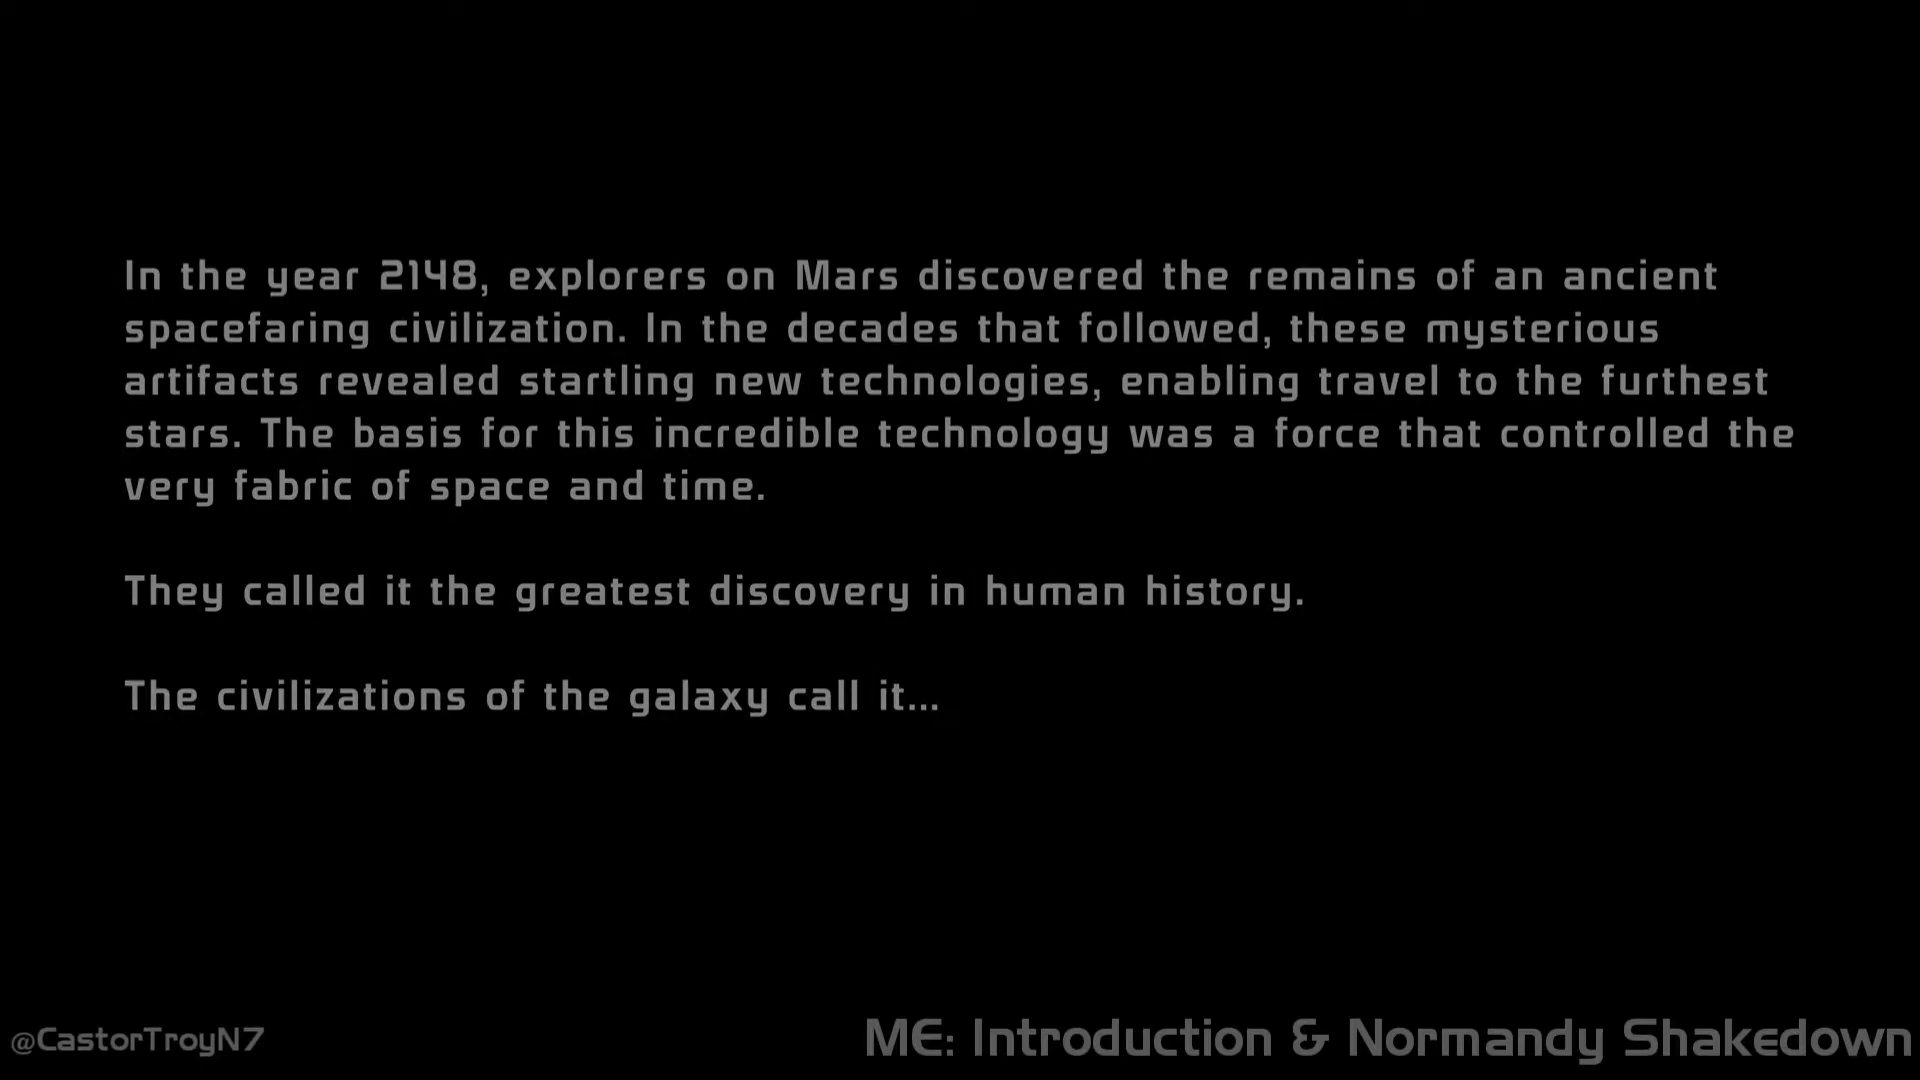 In the year 2148, explorers on Mars discovered the remains of an ancient
spacefaring civilization. In the decades that followed, these mysterious
artifacts revealed startling new technologies, enabling travel to the furthest
stars. The basis for this incredible technology was a force that controlled the
very fabric of space and time.
They called it the greatest discovery in human history.
The civilizations of the galaxy call it...
@CastorTroyN7
ME: Introduction & Normandy Shakedown